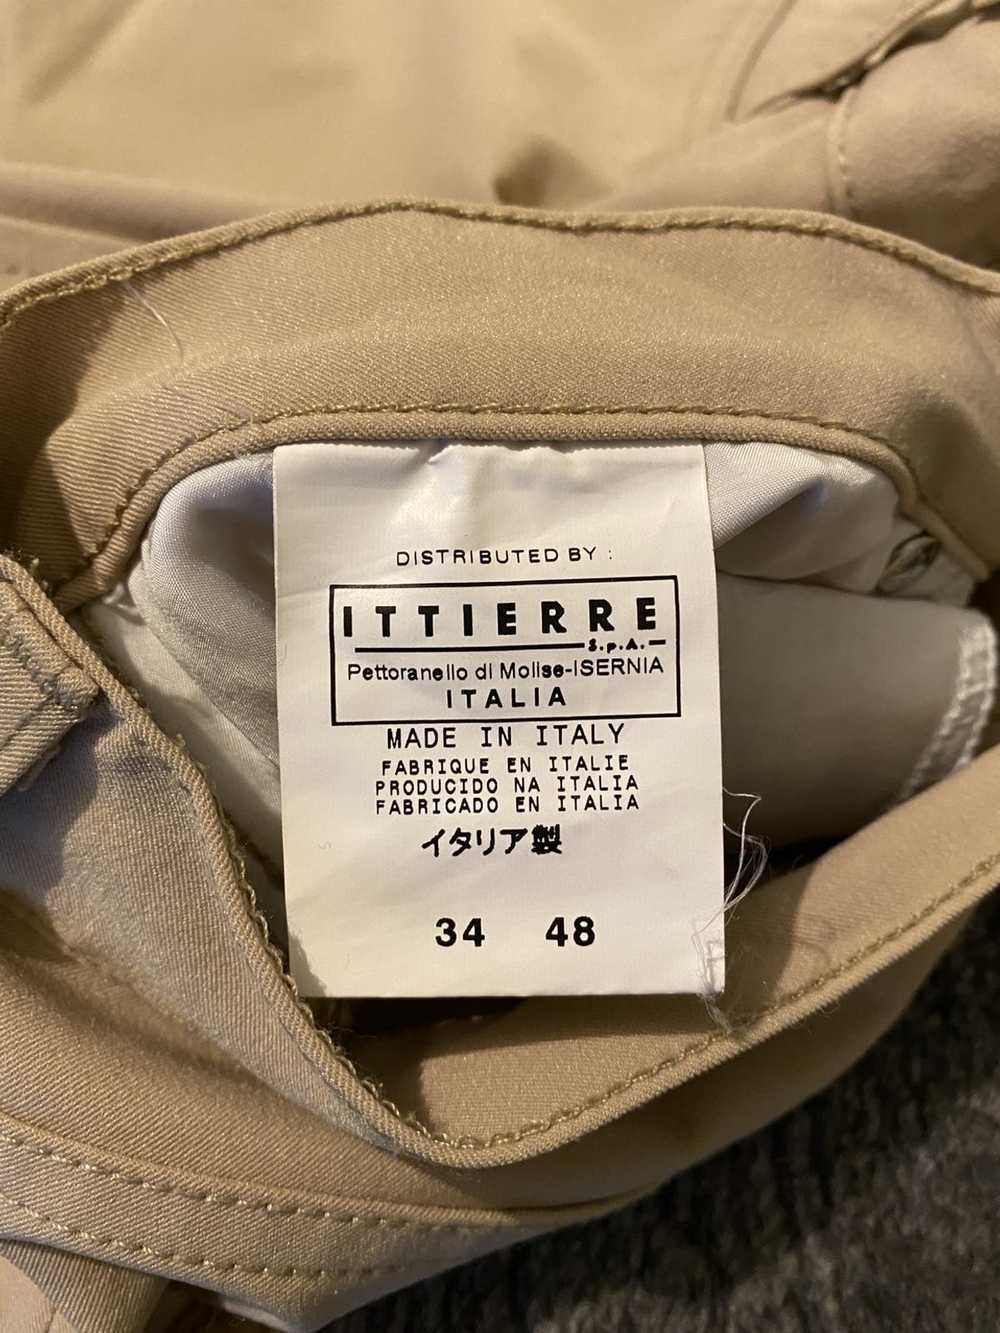 DISTRIBUTED BY :
ITTIERRE
S.p.A.
Pettoranello di Molise-ISERNIA
ITALIA
MADE IN ITALY
FABRIQUE EN ITALIE
PRODUCIDO NA ITALIA
FABRICADO EN ITALIA
イタリア製
34 48